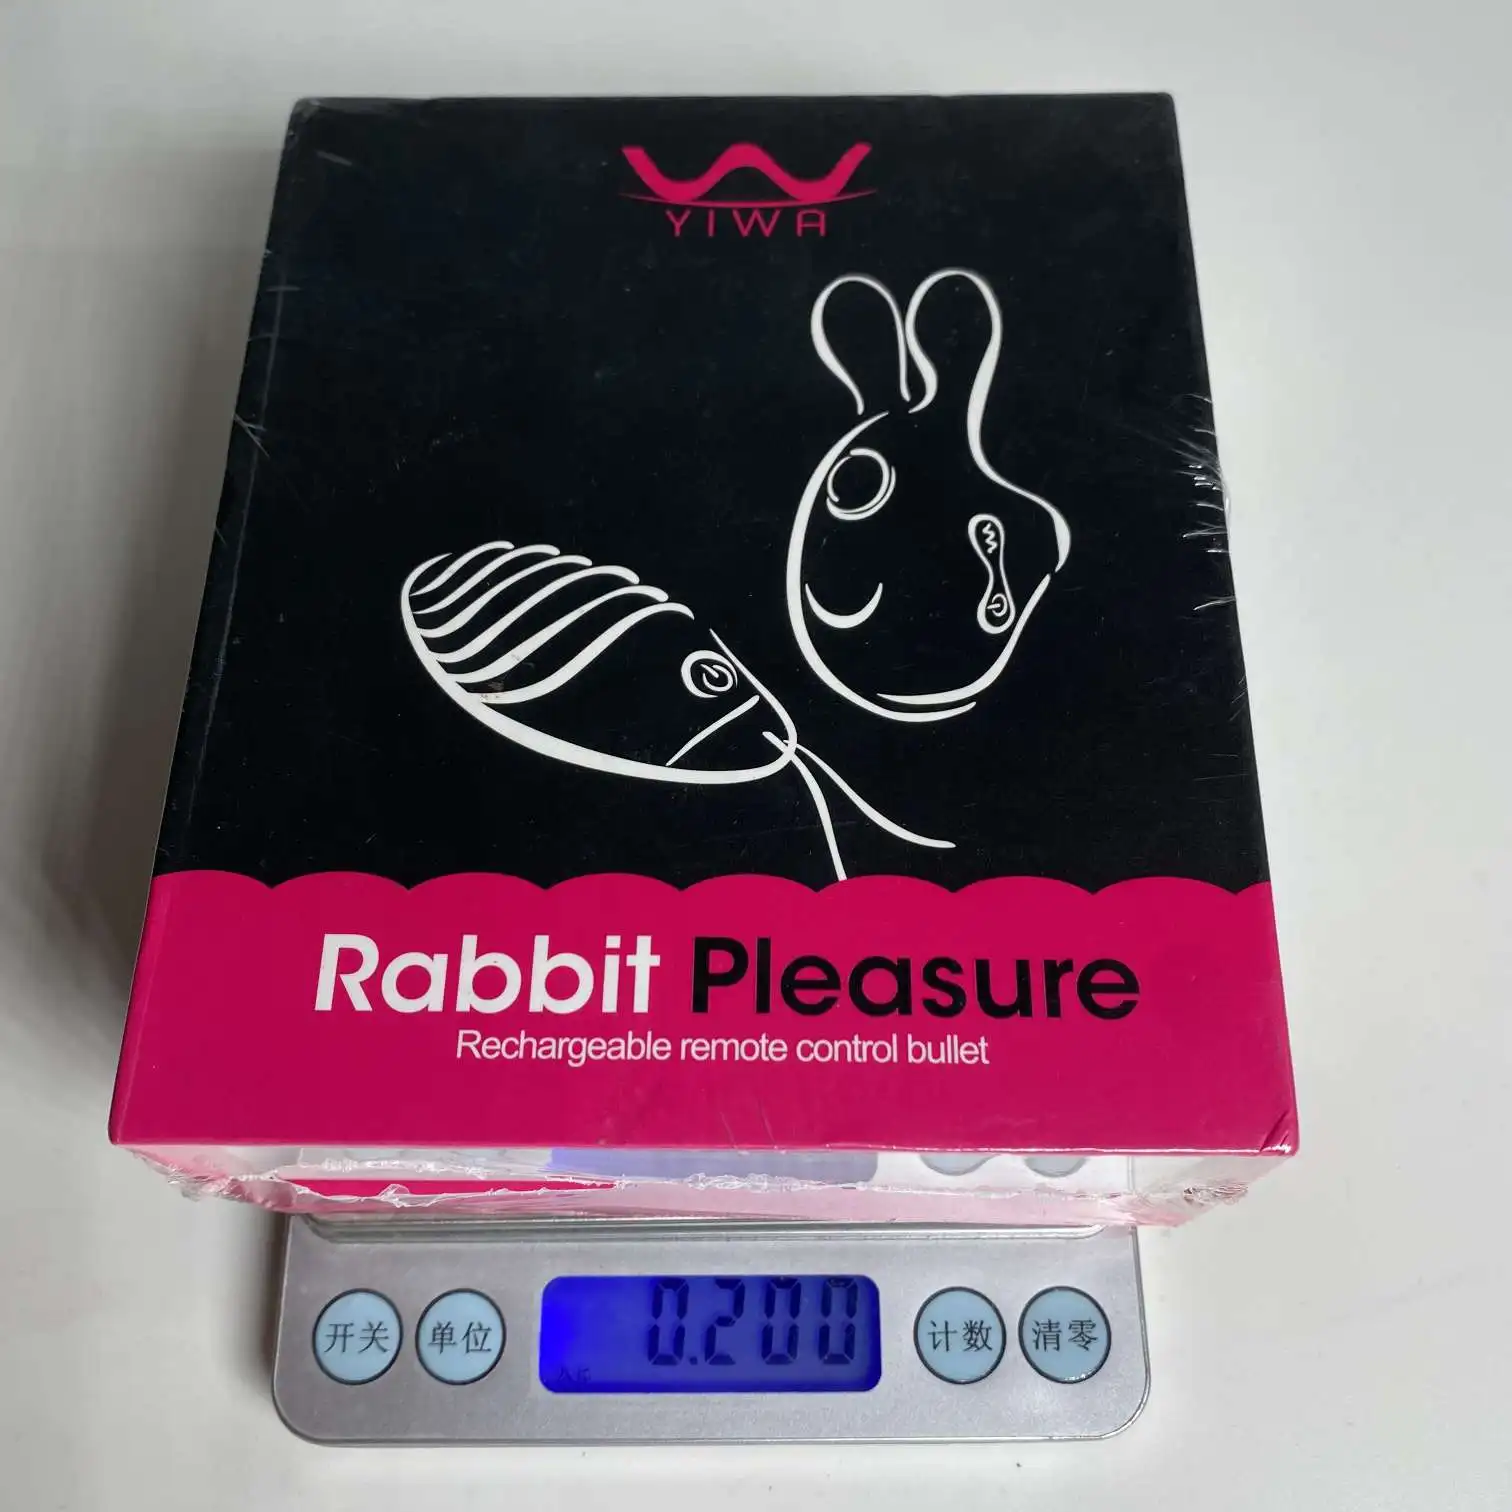 YIWA
Rabbit Pleasure
Rechargeable remote control bullet
0.200
开关 单位 计数 清零